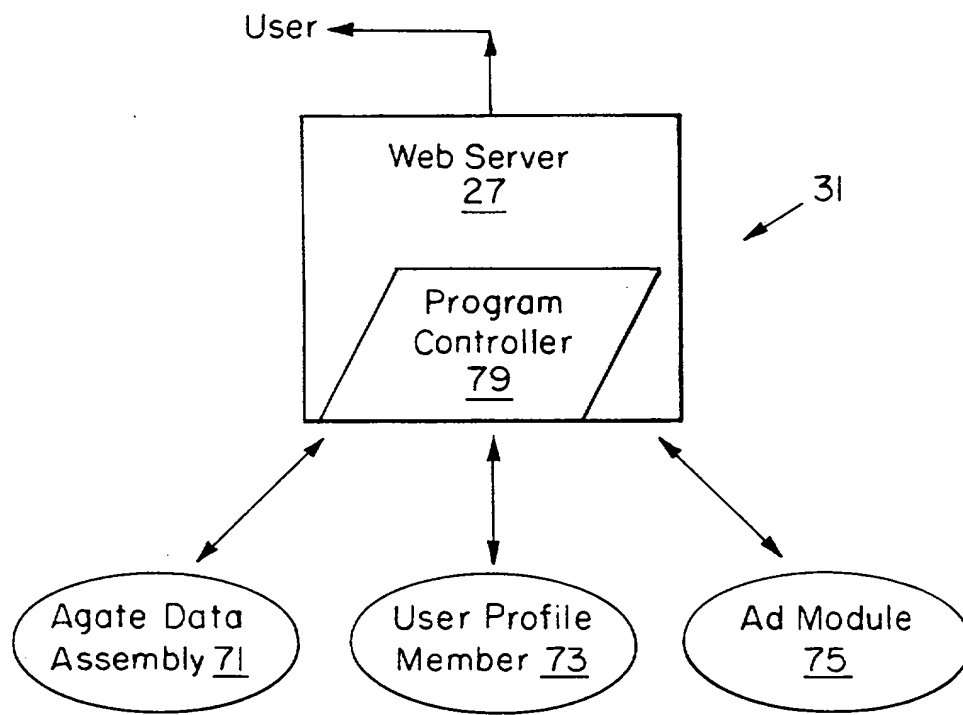 User
Web Server
27
31
Program
Controller
79
Agate Data
Assembly 71
User Profile
Member 73
Ad Module
75